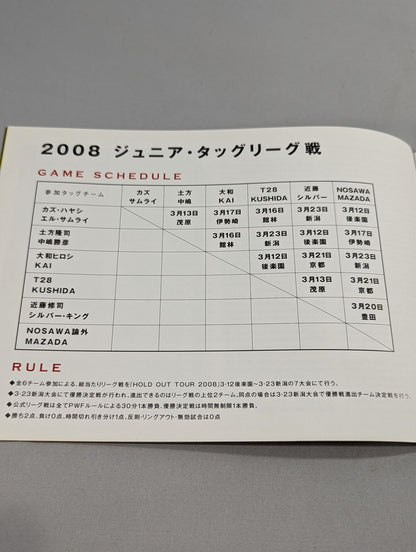 2008 ジュニア・タッグリーグ戦
GAME SCHEDULE
参加タッグチーム カズ サムライ 土方 中嶋 大和 KAI T28 KUSHIDA 近藤 シルバー NOSAWA MAZADA
カズ・ハヤシ エル・サムライ 3月13日 茂原 3月17日 伊勢崎 3月16日 館林 3月23日 新潟 3月12日 後楽園
土方隆司 中嶋勝彦 3月16日 館林 3月23日 新潟 3月12日 後楽園 3月17日 伊勢崎
大和ヒロシ KAI 3月12日 後楽園 3月21日 京都 3月23日 新潟
T28 KUSHIDA 3月13日 茂原 3月21日 京都
近藤修司 シルバー・キング 3月20日 豊田
NOSAWA論外 MAZADA
RULE
◆全6チーム参加による、総当たりリーグ戦を「HOLD OUT TOUR 2008」3・12後楽園〜3・23新潟の7大会にて行う。
◆3・23新潟大会にて優勝決定戦が行われ、進出できるのはリーグの上位2チーム。同点の場合は3・23新潟大会で優勝戦進出チーム決定戦を行う。
◆公式リーグ戦は全てPWFルールによる30分1本勝負、優勝決定戦は時間無制限1本勝負。
◆勝ち2点、負け0点、時間切れ引き分け1点、反則・リングアウト・無効試合は0点